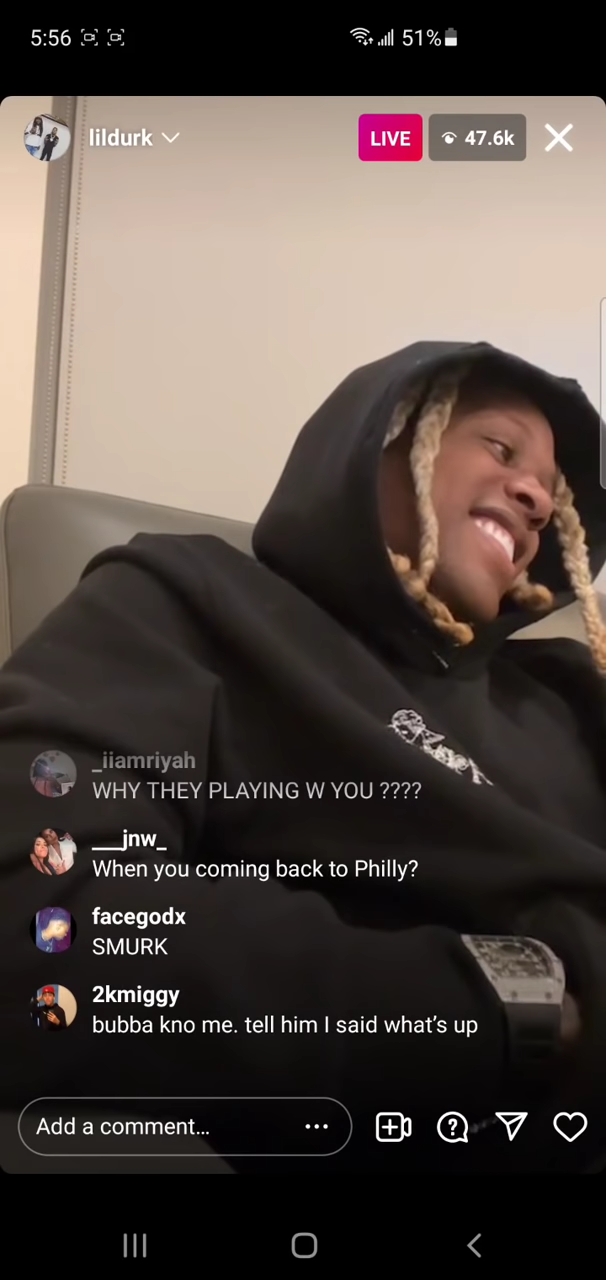 5:56
51%
lildurk
LIVE
47.6k
_iiamriyah
WHY THEY PLAYING W YOU ????
___jnw_
When you coming back to Philly?
facegodx
SMURK
2kmiggy
bubba kno me. tell him I said what’s up
Add a comment...